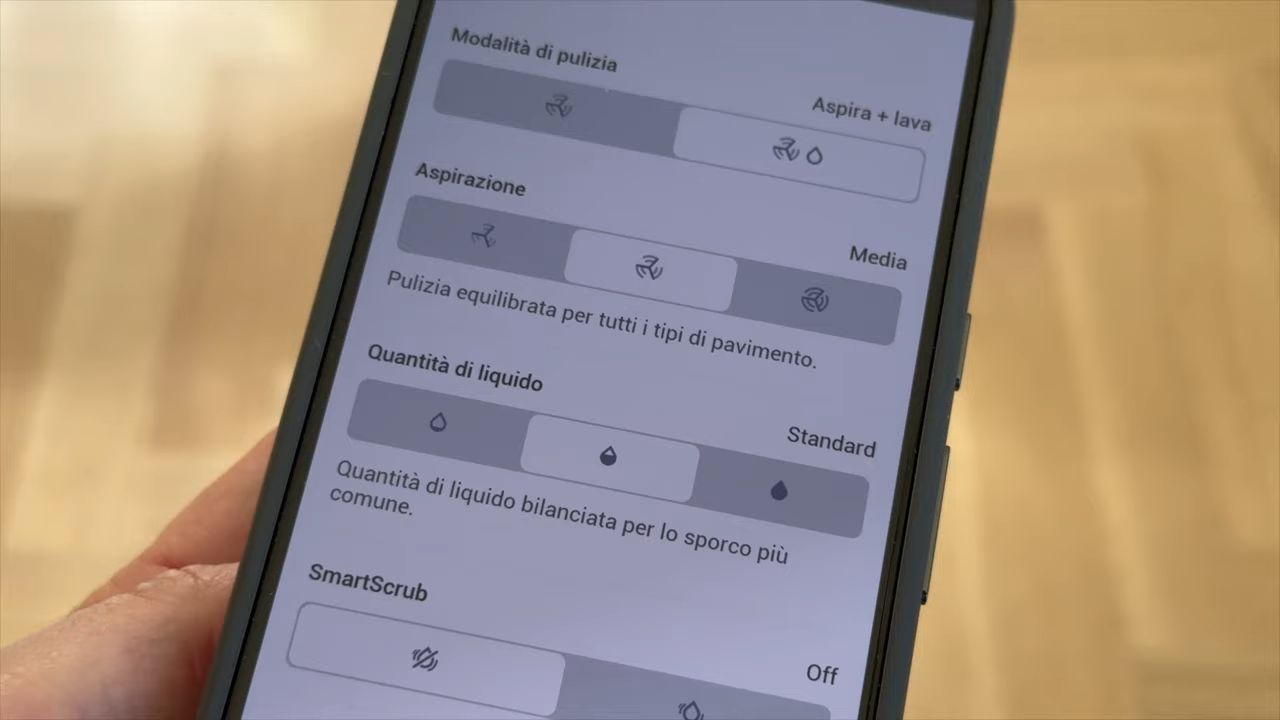 Modalità di pulizia
Aspira + lava
Aspirazione
Media
Pulizia equilibrata per tutti i tipi di pavimento.
Quantità di liquido
Standard
Quantità di liquido bilanciata per lo sporco più
comune.
SmartScrub
Off